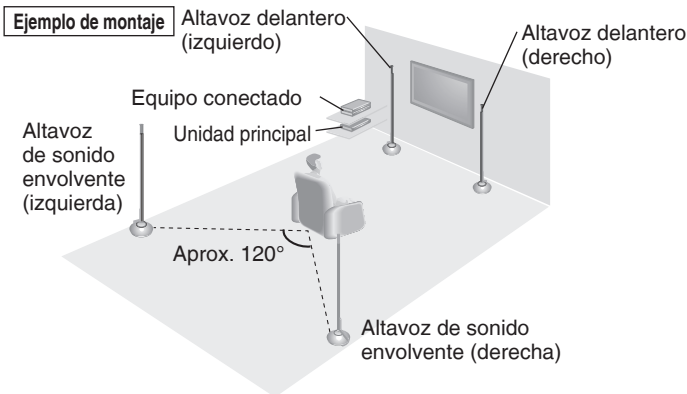 Ejemplo de montaje
Altavoz delantero
(izquierdo)
Altavoz delantero
(derecho)
Equipo conectado
Unidad principal
Altavoz
de sonido
envolvente
(izquierda)
Aprox. 120°
Altavoz de sonido
envolvente (derecha)